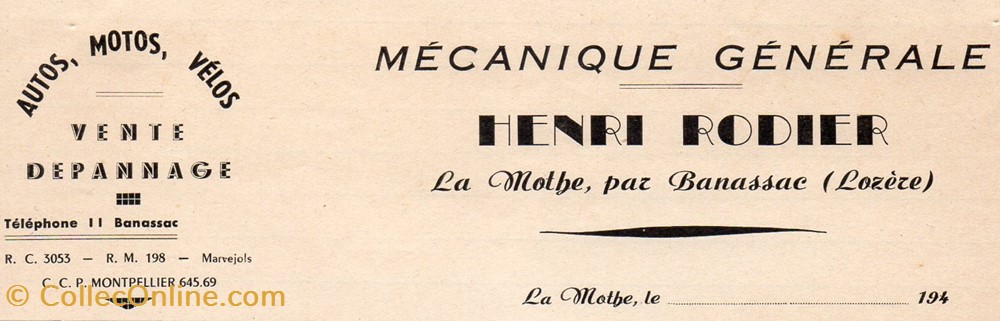 AUTOS, MOTOS, VÉLOS
VENTE
DEPANNAGE
Téléphone 11 Banassac
R. C. 3053 — R. M. 198 — Marvejols
C. C. P. MONTPELLIER 645.69
MÉCANIQUE GÉNÉRALE
HENRI RODIER
La Mothe, par Banassac (Lozère)
La Mothe, le ............................ 194
© CollecOnline.com